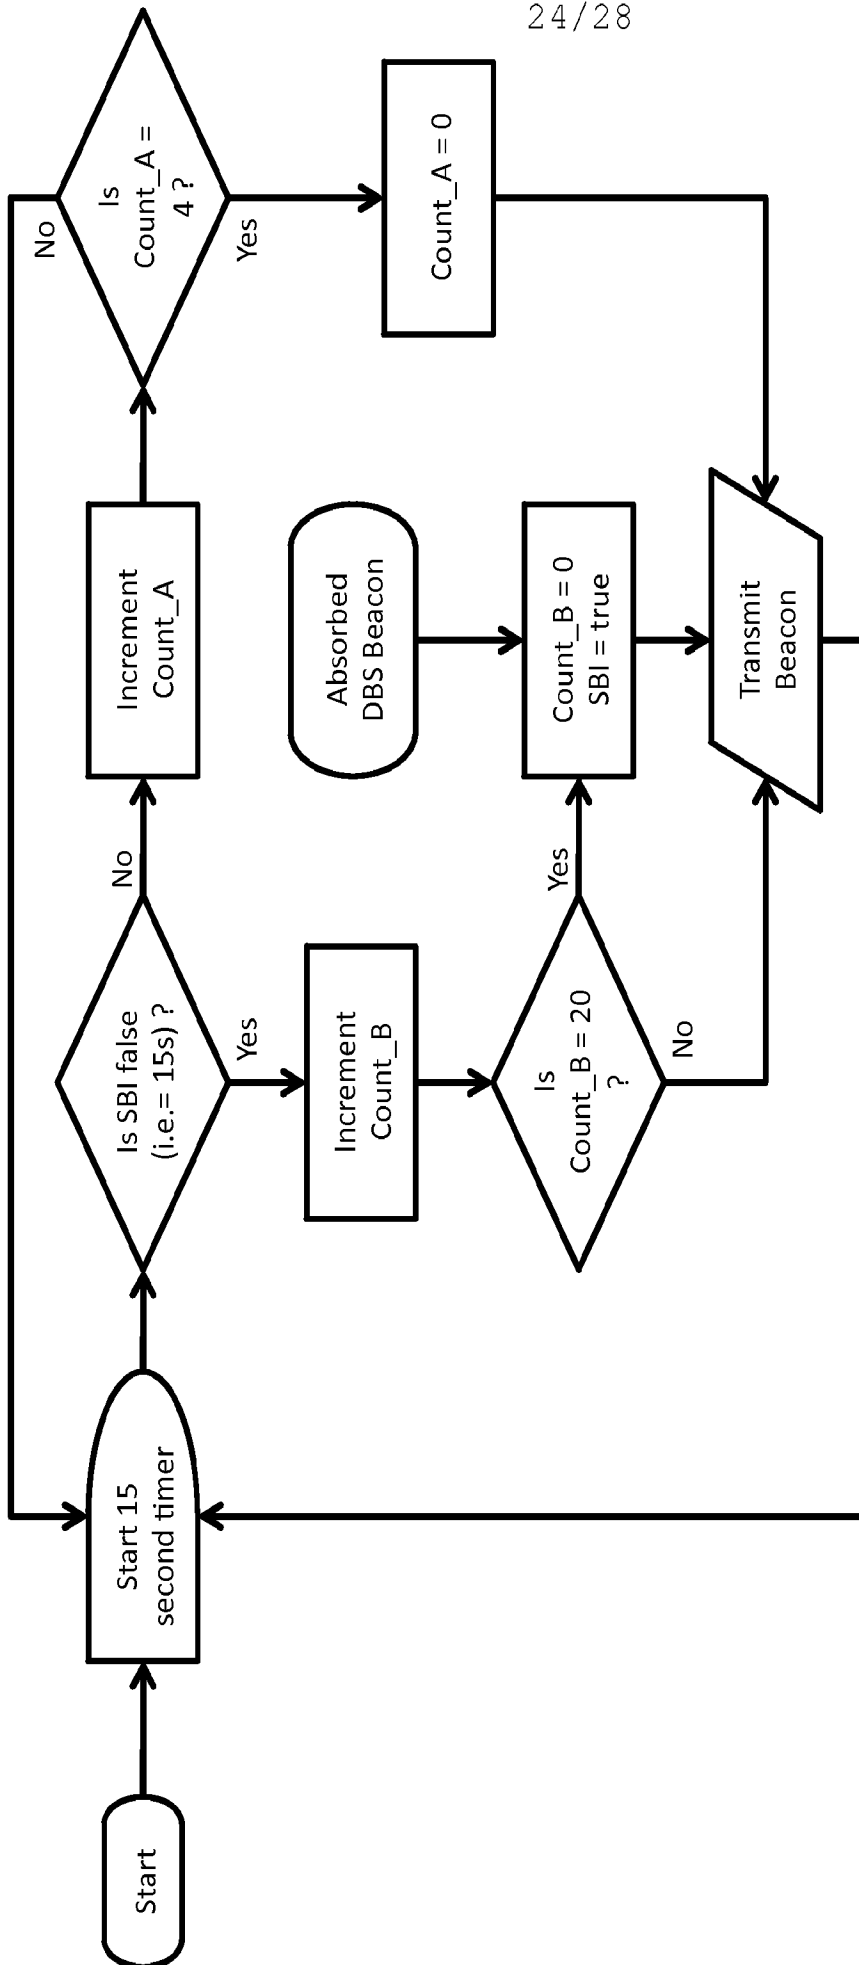 24/28
Start
Start 15
second timer
Is SBI false
(i.e.= 15s) ?
No
Yes
Increment
Count_A
Is
Count_A =
4 ?
No
Yes
Count_A = 0
Increment
Count_B
Is
Count_B = 20
?
Yes
No
Absorbed
DBS Beacon
Count_B = 0
SBI = true
Transmit
Beacon